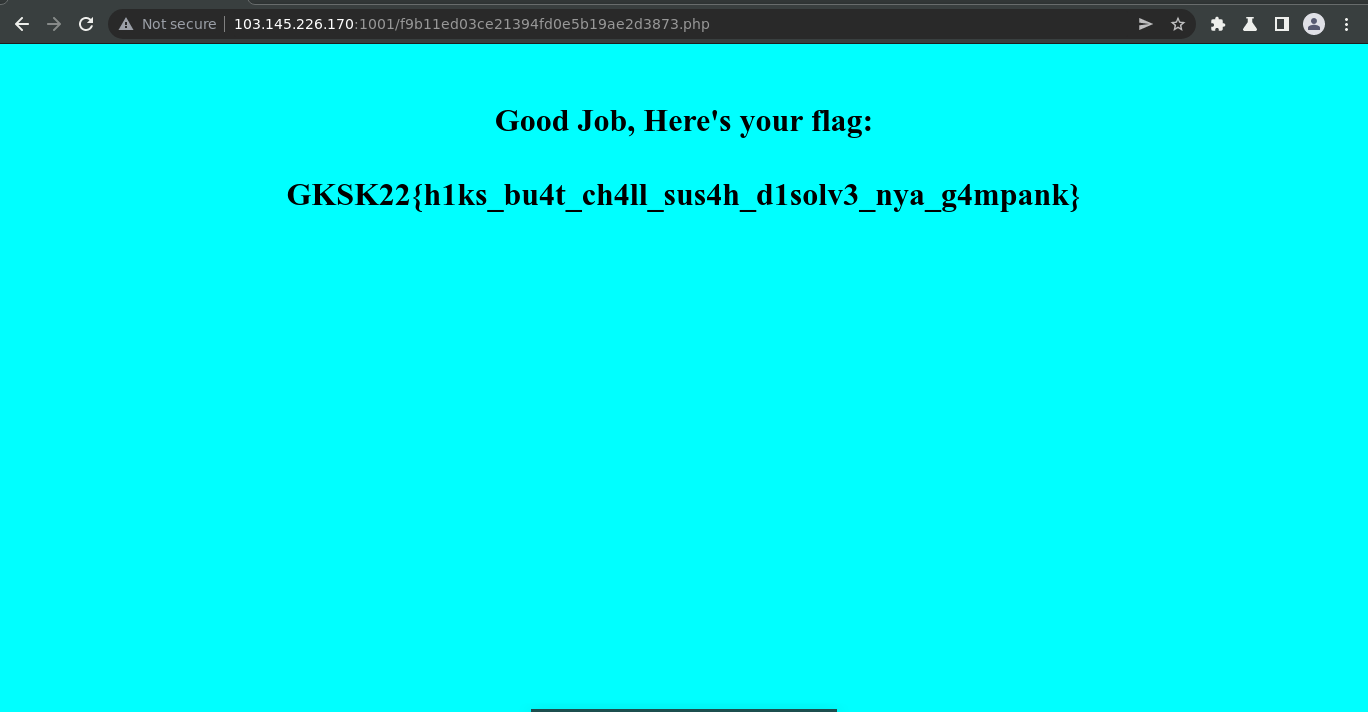 Not secure 103.145.226.170:1001/f9b11ed03ce21394fd0e5b19ae2d3873.php
Good Job, Here's your flag:
GKSK22{h1ks_bu4t_ch4ll_sus4h_d1solv3_nya_g4mpank}